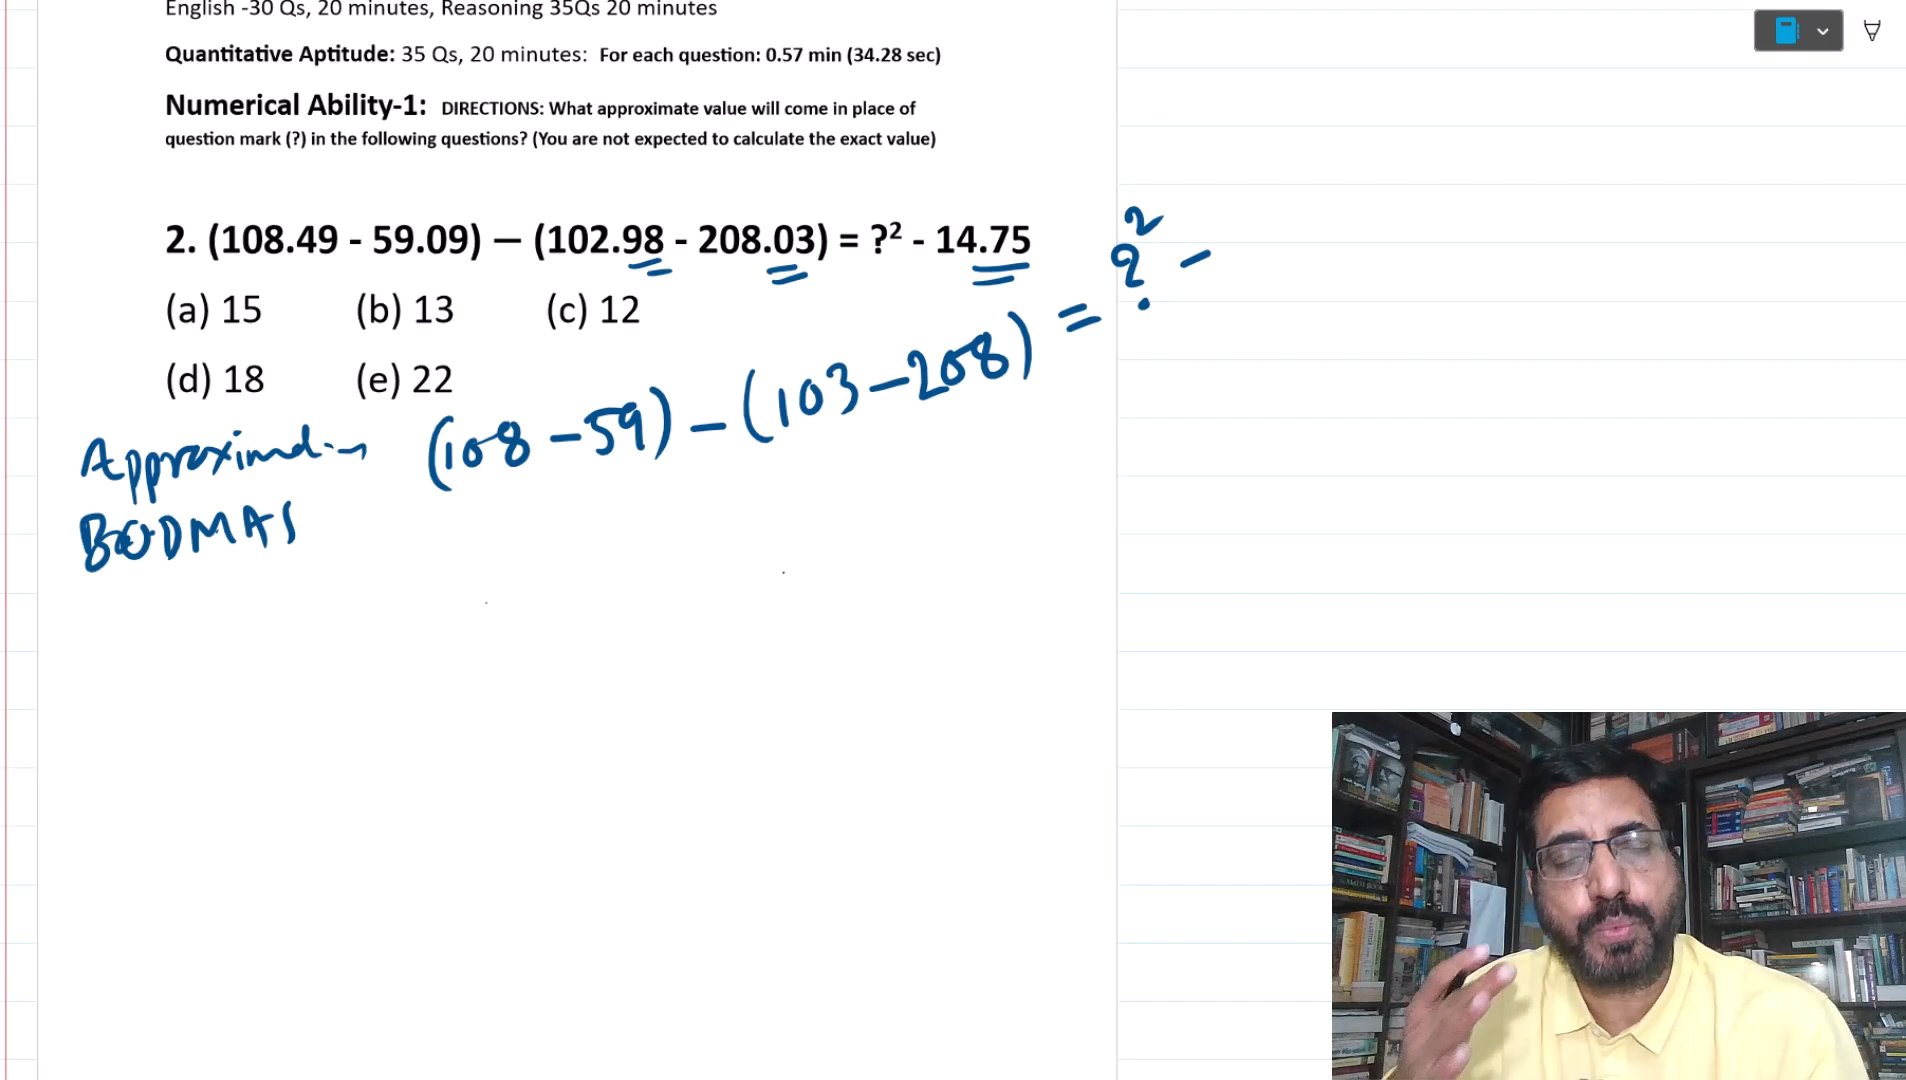 English -30 Qs, 20 minutes, Reasoning 35Qs 20 minutes
Quantitative Aptitude: 35 Qs, 20 minutes: For each question: 0.57 min (34.28 sec)
Numerical Ability-1: DIRECTIONS: What approximate value will come in place of
question mark (?) in the following questions? (You are not expected to calculate the exact value)
2. (108.49 - 59.09) — (102.98 - 208.03) = ?² - 14.75
(a) 15 (b) 13 (c) 12
(d) 18 (e) 22
(108 - 59) - (103 - 208) = ?² -
BODMAS